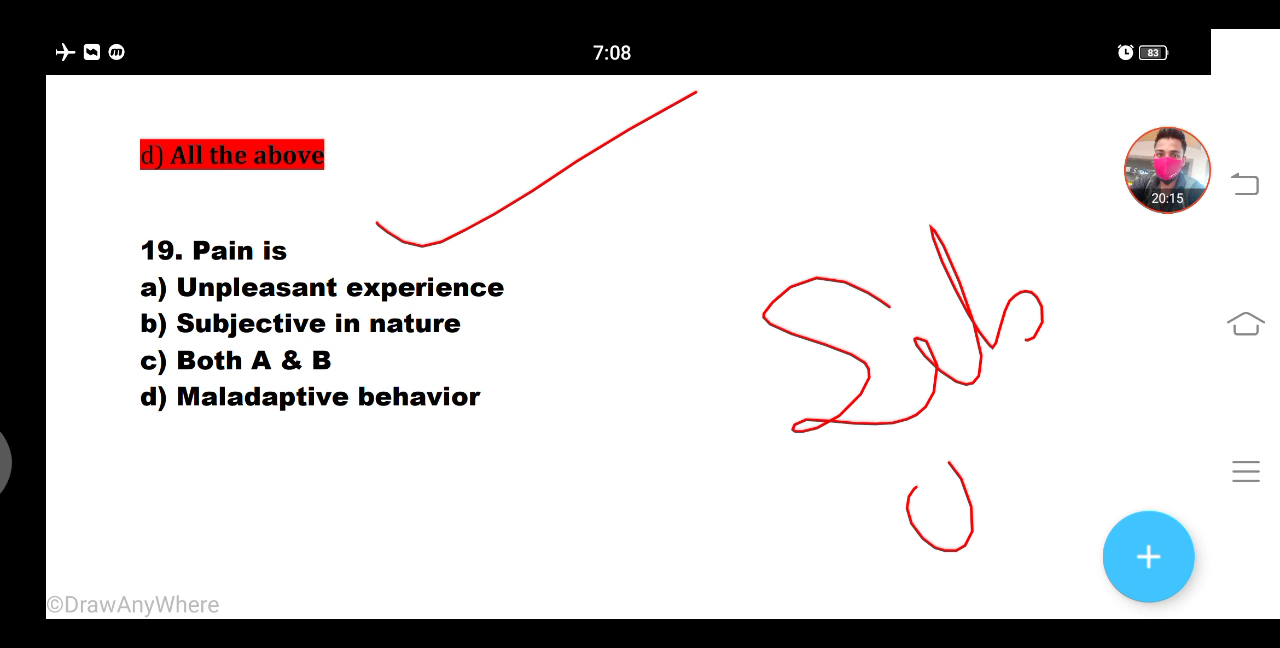 7:08
83
d) All the above
20:15
19. Pain is
a) Unpleasant experience
b) Subjective in nature
c) Both A & B
d) Maladaptive behavior
Sub
©DrawAnyWhere